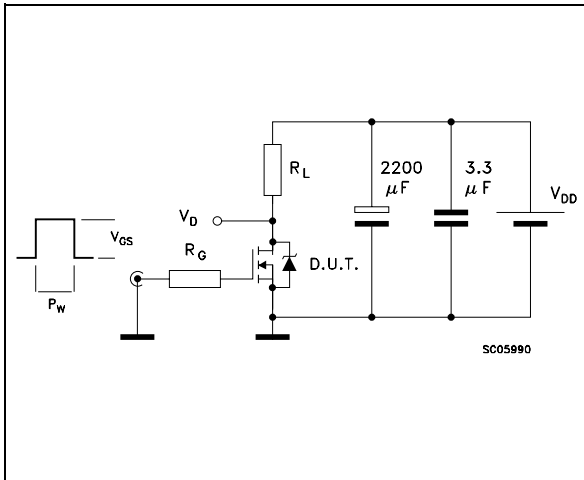 R_L
2200
µF
3.3
µF
V_DD
V_D
V_GS
R_G
D.U.T.
P_W
SC05990